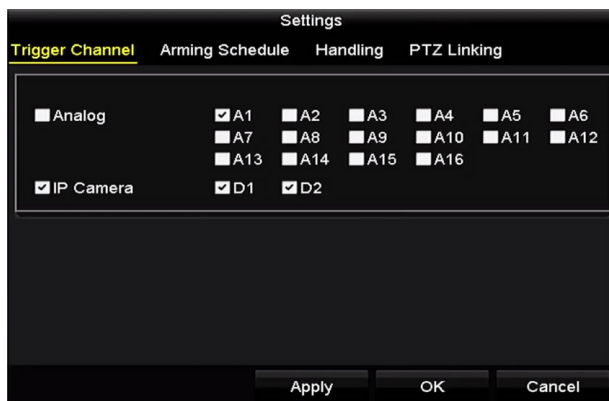 Settings
Trigger Channel Arming Schedule Handling PTZ Linking
Analog A1 A2 A3 A4 A5 A6
A7 A8 A9 A10 A11 A12
A13 A14 A15 A16
IP Camera D1 D2
Apply OK Cancel